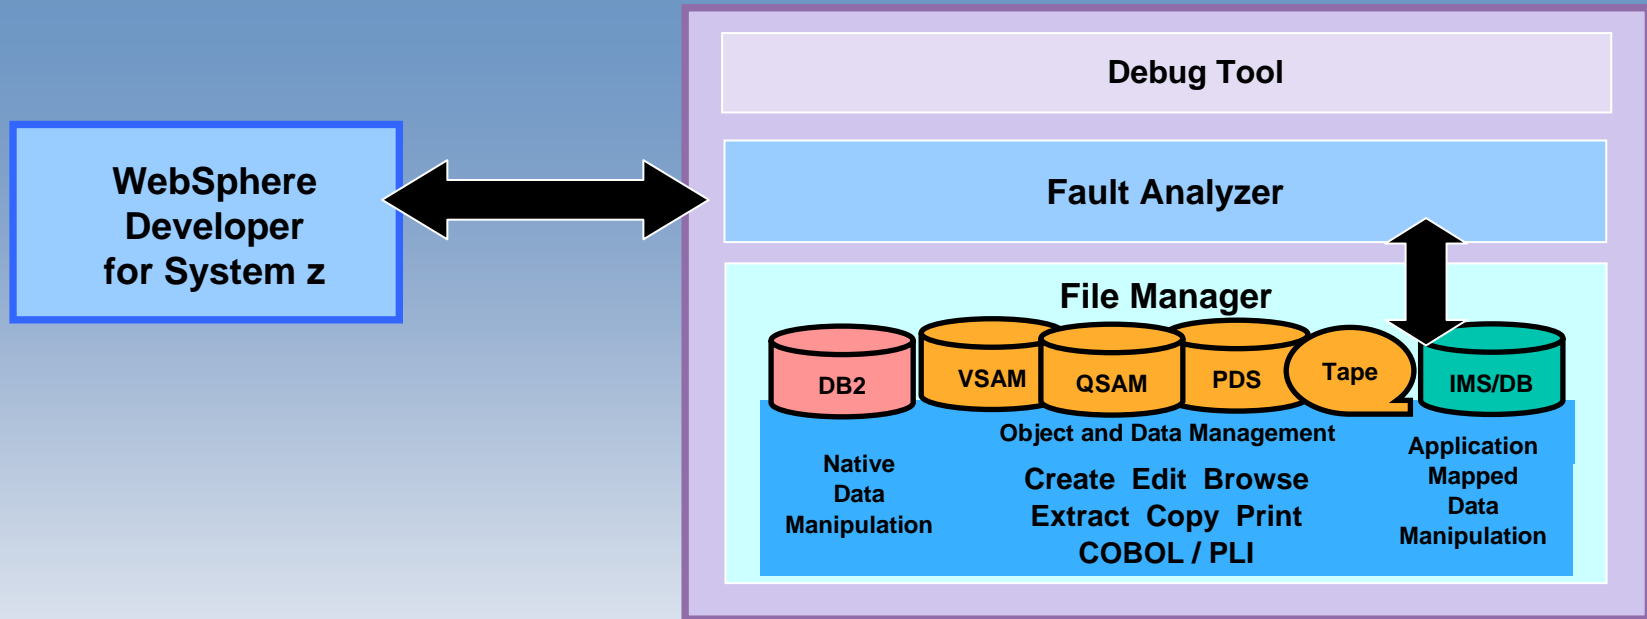 WebSphere
Developer
for System z
Debug Tool
Fault Analyzer
File Manager
DB2
VSAM
QSAM
PDS
Tape
IMS/DB
Object and Data Management
Native
Data
Manipulation
Create Edit Browse
Extract Copy Print
COBOL / PLI
Application
Mapped
Data
Manipulation